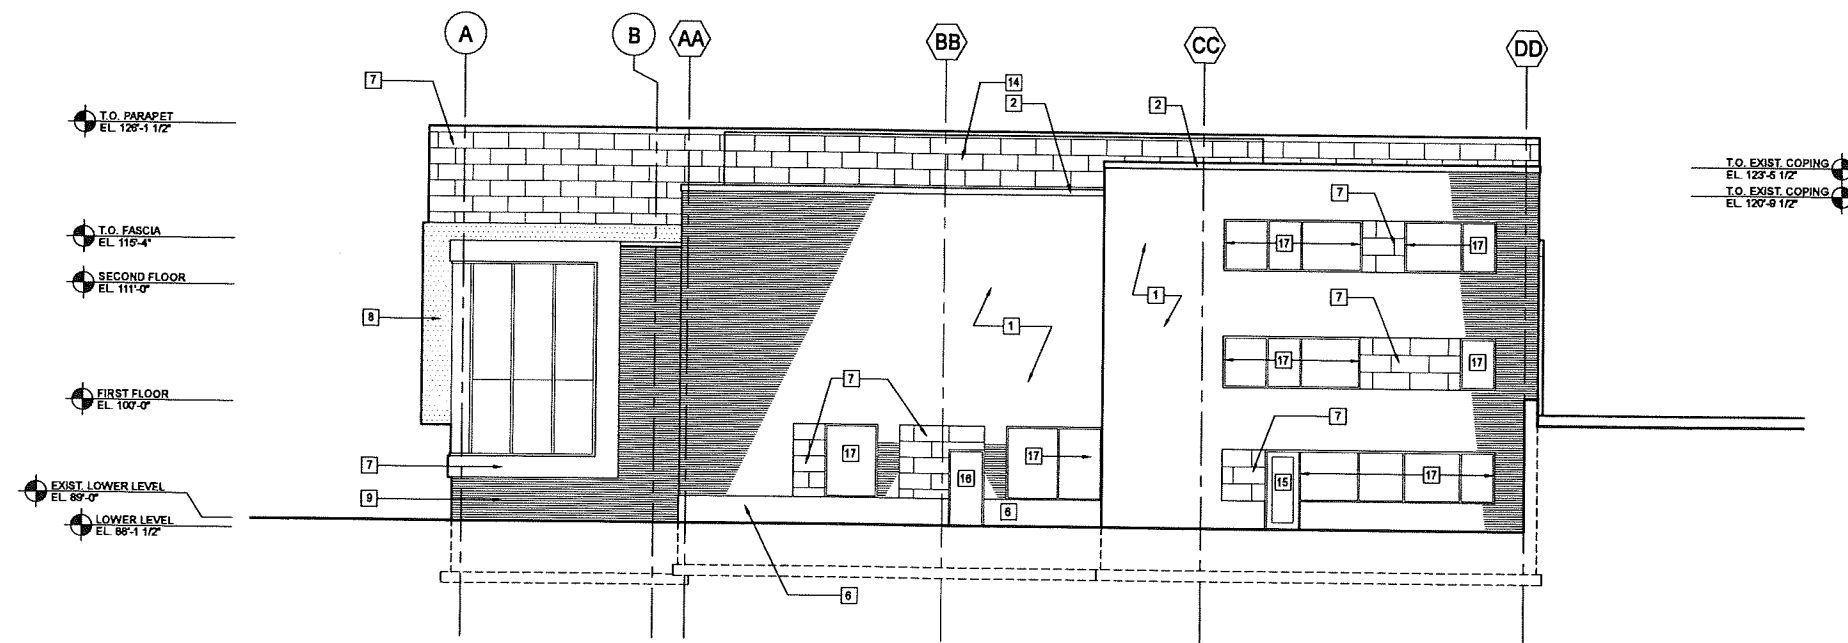 A
B
AA
BB
CC
DD
7
14
2
2
T.O. PARAPET
EL. 126'-1 1/2"
T.O. EXIST. COPING
EL. 123'-5 1/2"
T.O. EXIST. COPING
EL. 120'-9 1/2"
7
T.O. FASCIA
EL. 115'-4"
17
17
SECOND FLOOR
EL. 111'-0"
1
7
8
1
17
17
7
FIRST FLOOR
EL. 100'-0"
7
17
17
7
16
15
17
9
6
EXIST. LOWER LEVEL
EL. 89'-0"
LOWER LEVEL
EL. 88'-1 1/2"
6